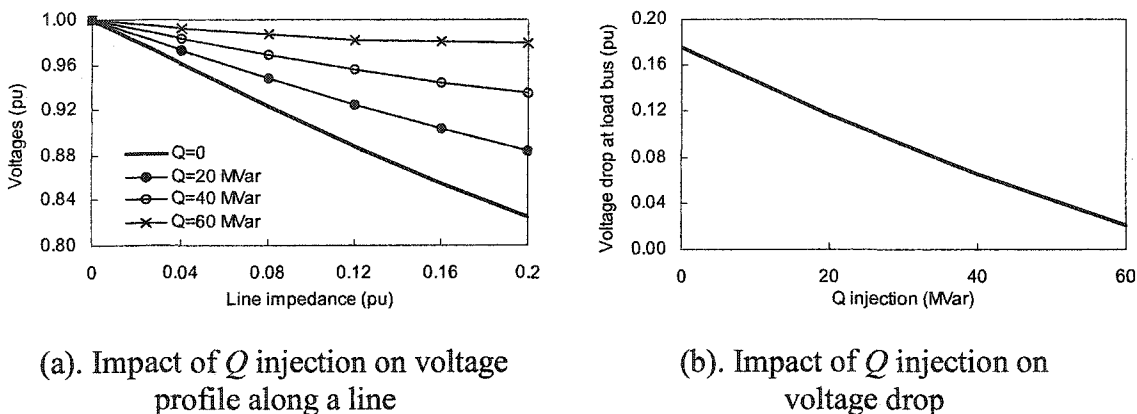 1.00
0.96
0.92
0.88
0.84
0.80
Voltages (pu)
Q=0
Q=20 MVar
Q=40 MVar
Q=60 MVar
0 0.04 0.08 0.12 0.16 0.2
Line impedance (pu)
(a). Impact of Q injection on voltage
profile along a line
0.20
0.16
0.12
0.08
0.04
0.00
Voltage drop at load bus (pu)
0 20 40 60
Q injection (MVar)
(b). Impact of Q injection on
voltage drop